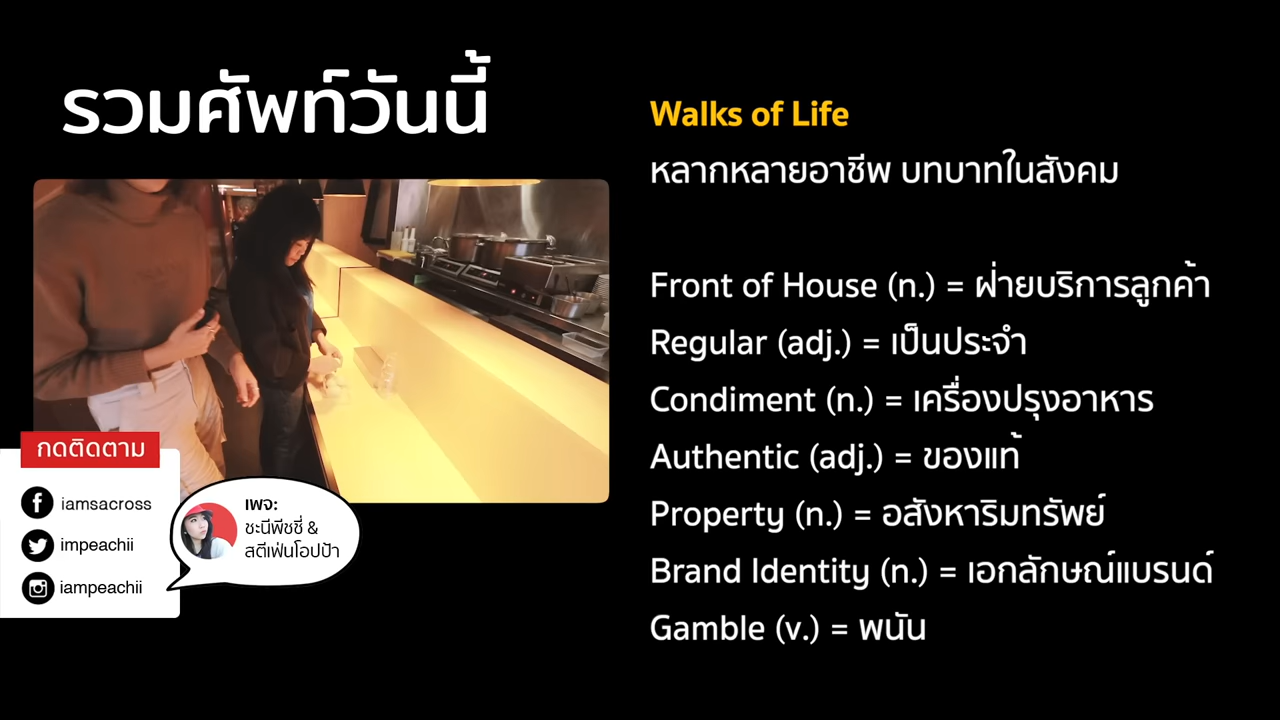 รวมศัพท์วันนี้
Walks of Life
หลากหลายอาชีพ บทบาทในสังคม
Front of House (n.) = ฝ่ายบริการลูกค้า
Regular (adj.) = เป็นประจำ
Condiment (n.) = เครื่องปรุงอาหาร
Authentic (adj.) = ของแท้
Property (n.) = อสังหาริมทรัพย์
Brand Identity (n.) = เอกลักษณ์แบรนด์
Gamble (v.) = พนัน
กดติดตาม
iamsacross
impeachii
iampeachii
เพจ:
ชะนีพีชชี่ &
สตีเฟ่นโอปป้า